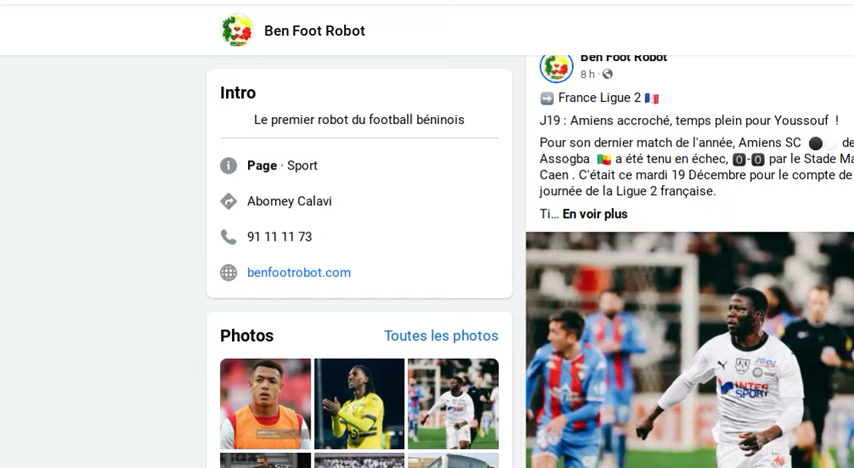 Ben Foot Robot
Intro
Le premier robot du football béninois
Page · Sport
Abomey Calavi
91 11 11 73
benfootrobot.com
Photos
Toutes les photos
Ben Foot Robot
8 h ·
➡️ France Ligue 2 🇫🇷
J19 : Amiens accroché, temps plein pour Youssouf !
Pour son dernier match de l'année, Amiens SC ⚫⚪ de
Assogba 🇧🇯 a été tenu en échec, 0️⃣-0️⃣ par le Stade Ma
Caen . C'était ce mardi 19 Décembre pour le compte de
journée de la Ligue 2 française.
Ti… En voir plus
INTER
SPORT